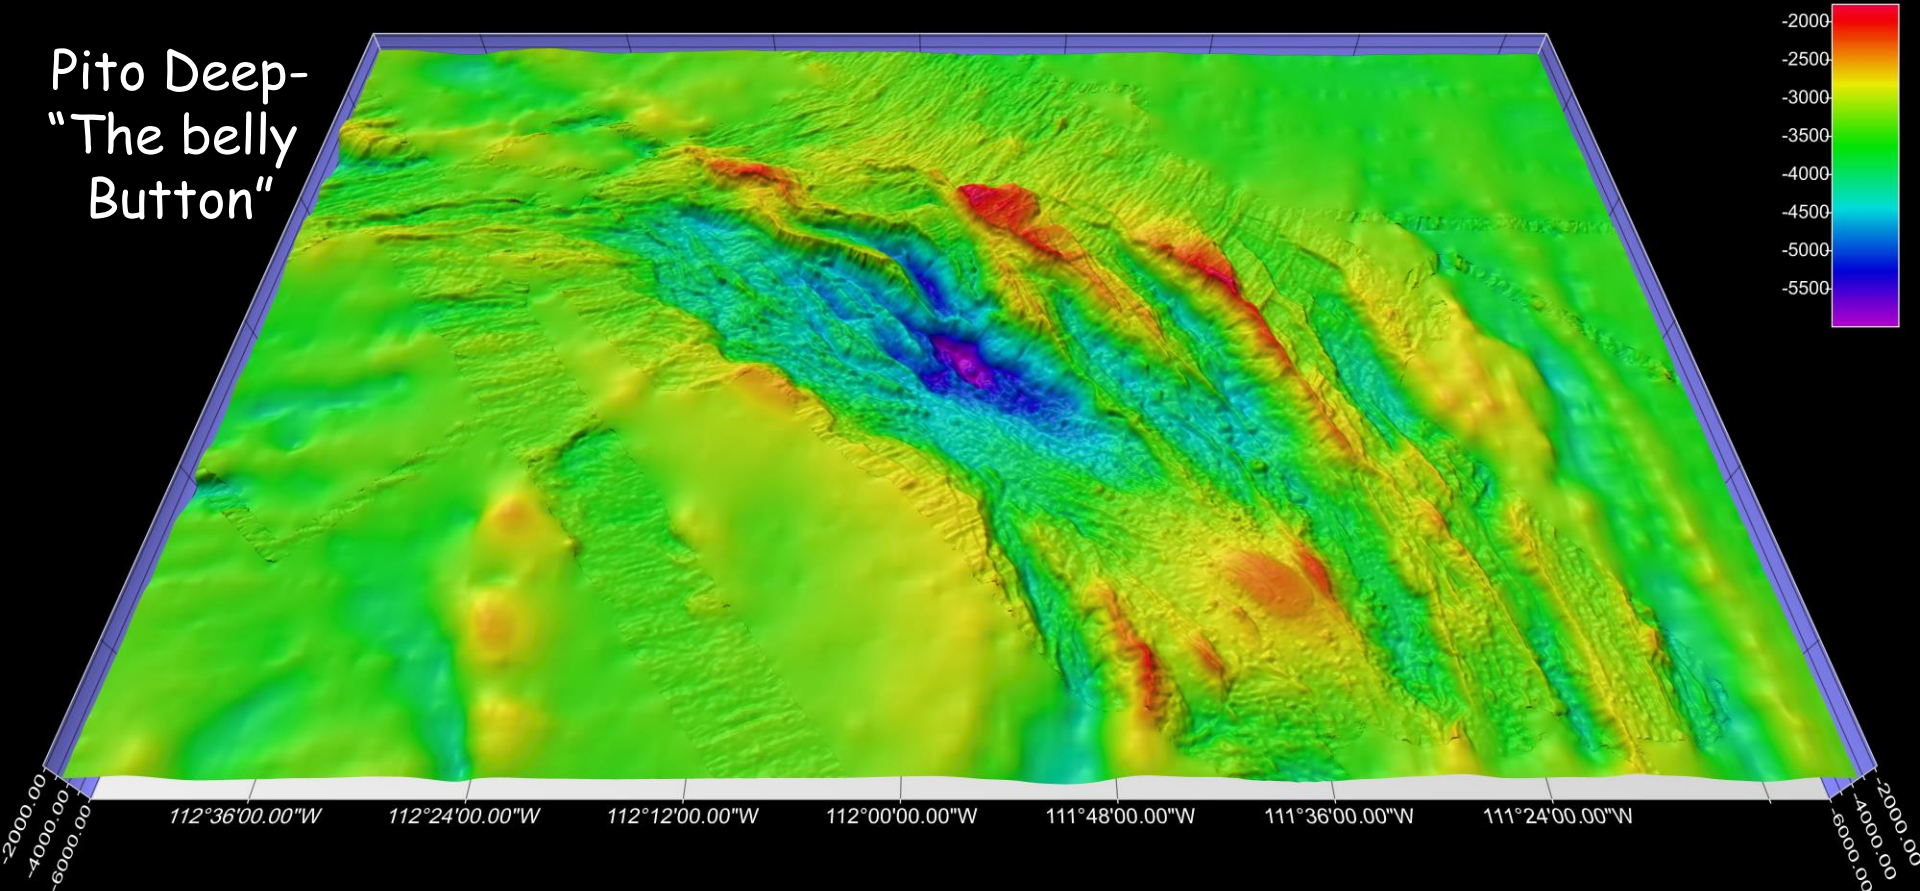 Pito Deep-
“The belly
Button”
-2000
-2500
-3000
-3500
-4000
-4500
-5000
-5500
-2000.00
-4000.00
-6000.00
112°36'00.00"W
112°24'00.00"W
112°12'00.00"W
112°00'00.00"W
111°48'00.00"W
111°36'00.00"W
111°24'00.00"W
-6000.00
-4000.00
-2000.00